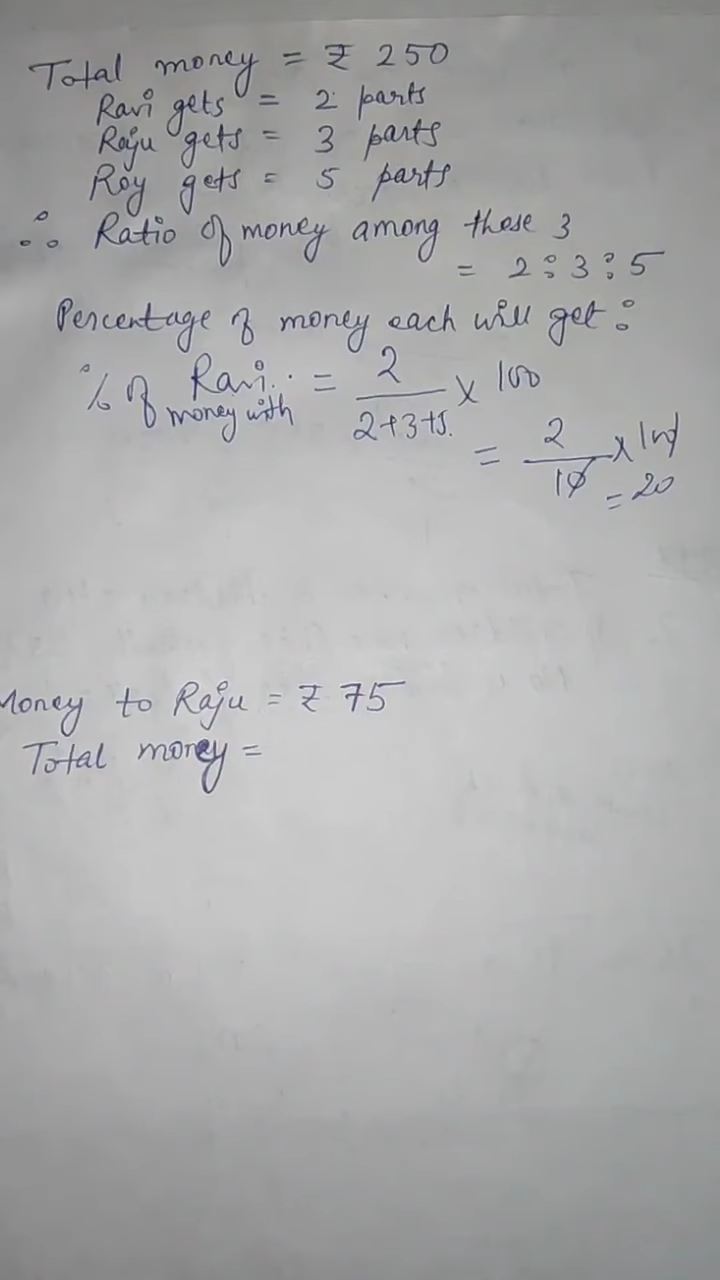 Total money = ₹ 250
Ravi gets = 2 parts
Raju gets = 3 parts
Roy gets = 5 parts
∴ Ratio of money among those 3
= 2 : 3 : 5
Percentage of money each will get :
% of Ravi = 2 / 2+3+5 × 100
money with
= 2 / 10 × 100
= 20
Money to Raju = ₹ 75
Total money =